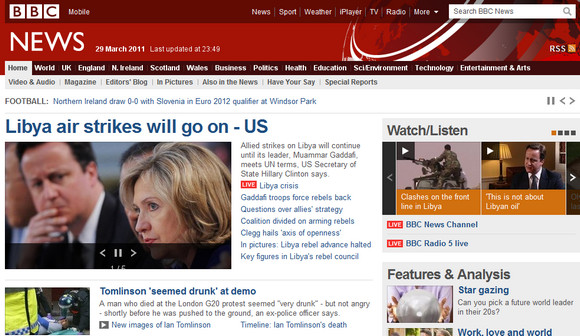 BBC Mobile News Sport Weather iPlayer TV Radio More Search BBC News
NEWS
29 March 2011 Last updated at 23:49
RSS
Home World UK England N. Ireland Scotland Wales Business Politics Health Education Sci/Environment Technology Entertainment & Arts
Video & Audio Magazine Editors' Blog In Pictures Also in the News Have Your Say Special Reports
FOOTBALL: Northern Ireland draw 0-0 with Slovenia in Euro 2012 qualifier at Windsor Park
Libya air strikes will go on - US
Allied strikes on Libya will continue
until its leader, Muammar Gaddafi,
meets UN terms, US Secretary of
State Hillary Clinton says.
LIVE Libya crisis
Gaddafi troops force rebels back
Questions over allies' strategy
Coalition divided on arming rebels
Clegg hails 'axis of openness'
In pictures: Libya rebel advance halted
Key figures in Libya's rebel council
1/5
Tomlinson 'seemed drunk' at demo
A man who died at the London G20 protest seemed "very drunk" - but not angry
- shortly before he was pushed to the ground, an ex-police officer says.
New images of Ian Tomlinson Timeline: Ian Tomlinson's death
Watch/Listen
Clashes on the front
line in Libya
'This is not about
Libyan oil'
LIVE BBC News Channel
LIVE BBC Radio 5 live
Features & Analysis
Star gazing
Can you pick a future world leader
in their 20s?
Work, love and world